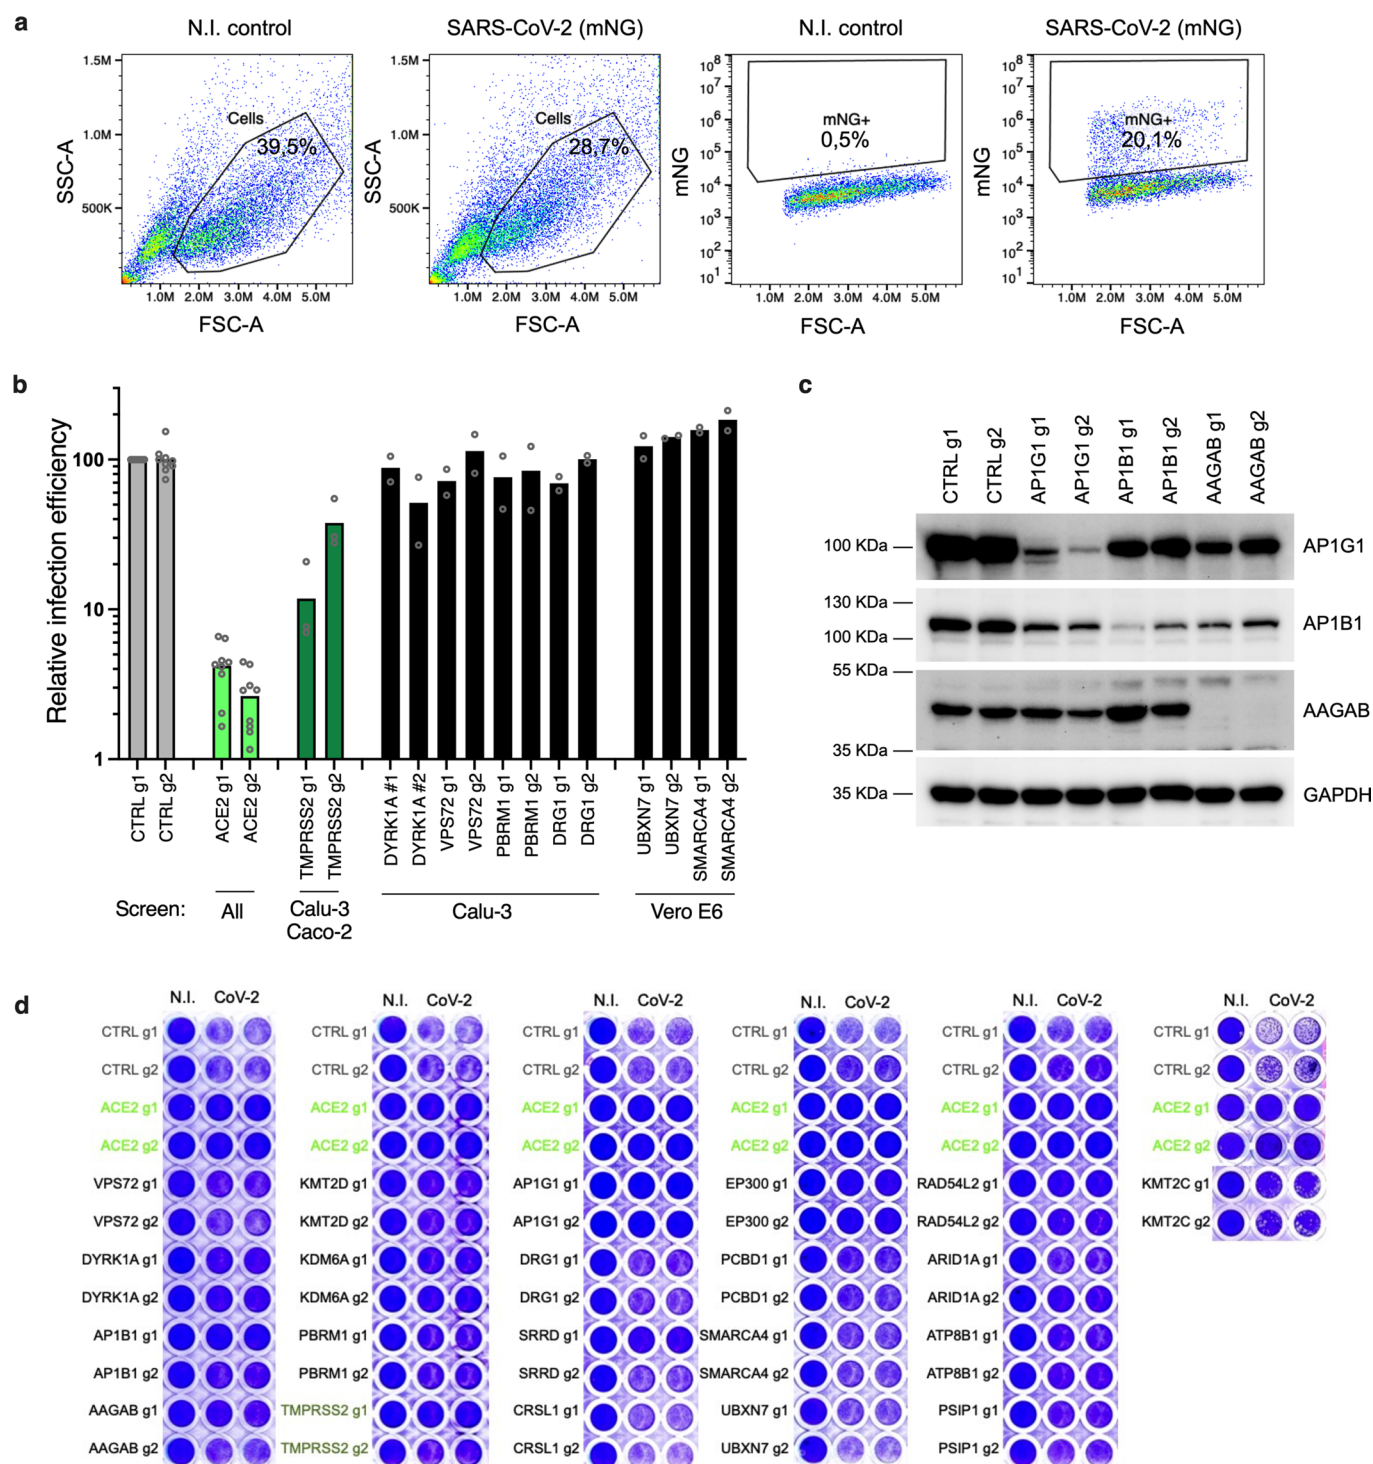 a
N.I. control
SARS-CoV-2 (mNG)
N.I. control
SARS-CoV-2 (mNG)
1.5M
1.0M
500K
SSC-A
Cells
39,5%
1.0M 2.0M 3.0M 4.0M 5.0M
FSC-A
1.5M
1.0M
500K
SSC-A
Cells
28,7%
1.0M 2.0M 3.0M 4.0M 5.0M
FSC-A
10⁸
10⁷
10⁶
10⁵
10⁴
10³
10²
10¹
mNG
mNG+
0,5%
1.0M 2.0M 3.0M 4.0M 5.0M
FSC-A
10⁸
10⁷
10⁶
10⁵
10⁴
10³
10²
10¹
mNG
mNG+
20,1%
1.0M 2.0M 3.0M 4.0M 5.0M
FSC-A
b
Relative infection efficiency
100
10
1
CTRL g1
CTRL g2
ACE2 g1
ACE2 g2
TMPRSS2 g1
TMPRSS2 g2
DYRK1A #1
DYRK1A #2
VPS72 g1
VPS72 g2
PBRM1 g1
PBRM1 g2
DRG1 g1
DRG1 g2
UBXN7 g1
UBXN7 g2
SMARCA4 g1
SMARCA4 g2
Screen:
All
Calu-3
Caco-2
Calu-3
Vero E6
c
CTRL g1
CTRL g2
AP1G1 g1
AP1G1 g2
AP1B1 g1
AP1B1 g2
AAGAB g1
AAGAB g2
100 KDa
AP1G1
130 KDa
100 KDa
AP1B1
55 KDa
35 KDa
AAGAB
35 KDa
GAPDH
d
N.I. CoV-2
CTRL g1
CTRL g2
ACE2 g1
ACE2 g2
VPS72 g1
VPS72 g2
DYRK1A g1
DYRK1A g2
AP1B1 g1
AP1B1 g2
AAGAB g1
AAGAB g2
N.I. CoV-2
CTRL g1
CTRL g2
ACE2 g1
ACE2 g2
KMT2D g1
KMT2D g2
KDM6A g1
KDM6A g2
PBRM1 g1
PBRM1 g2
TMPRSS2 g1
TMPRSS2 g2
N.I. CoV-2
CTRL g1
CTRL g2
ACE2 g1
ACE2 g2
AP1G1 g1
AP1G1 g2
DRG1 g1
DRG1 g2
SRRD g1
SRRD g2
CRSL1 g1
CRSL1 g2
N.I. CoV-2
CTRL g1
CTRL g2
ACE2 g1
ACE2 g2
EP300 g1
EP300 g2
PCBD1 g1
PCBD1 g2
SMARCA4 g1
SMARCA4 g2
UBXN7 g1
UBXN7 g2
N.I. CoV-2
CTRL g1
CTRL g2
ACE2 g1
ACE2 g2
RAD54L2 g1
RAD54L2 g2
ARID1A g1
ARID1A g2
ATP8B1 g1
ATP8B1 g2
PSIP1 g1
PSIP1 g2
N.I. CoV-2
CTRL g1
CTRL g2
ACE2 g1
ACE2 g2
KMT2C g1
KMT2C g2